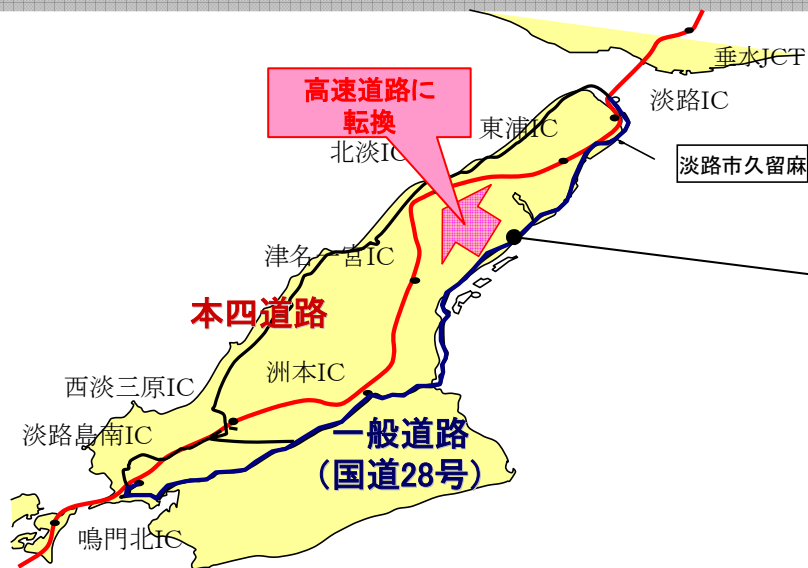 垂水JCT
高速道路に
転換
淡路IC
東浦IC
北淡IC
淡路市久留麻
津名一宮IC
本四道路
洲本IC
西淡三原IC
淡路島南IC
一般道路
(国道28号)
鳴門北IC